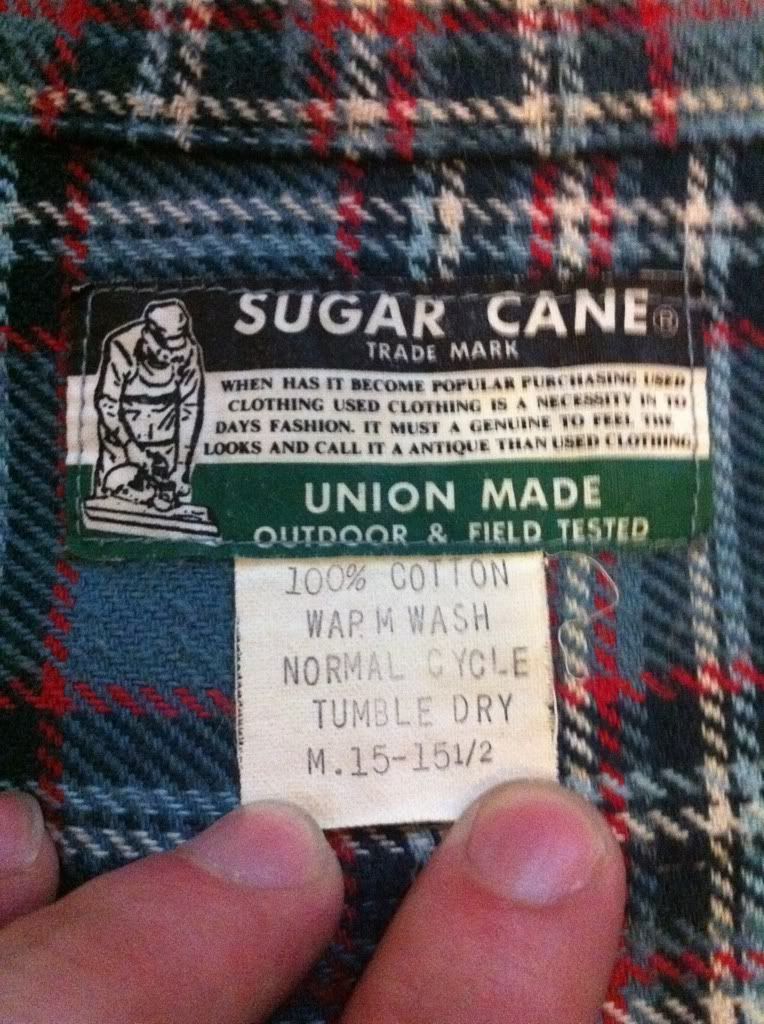 SUGAR CANE®
TRADE MARK
WHEN HAS IT BECOME POPULAR PURCHASING USED
CLOTHING USED CLOTHING IS A NECESSITY IN TO
DAYS FASHION. IT MUST A GENUINE TO FEEL THE
LOOKS AND CALL IT A ANTIQUE THAN USED CLOTHING
UNION MADE
OUTDOOR & FIELD TESTED
100% COTTON
WARM WASH
NORMAL CYCLE
TUMBLE DRY
M.15-15 1/2